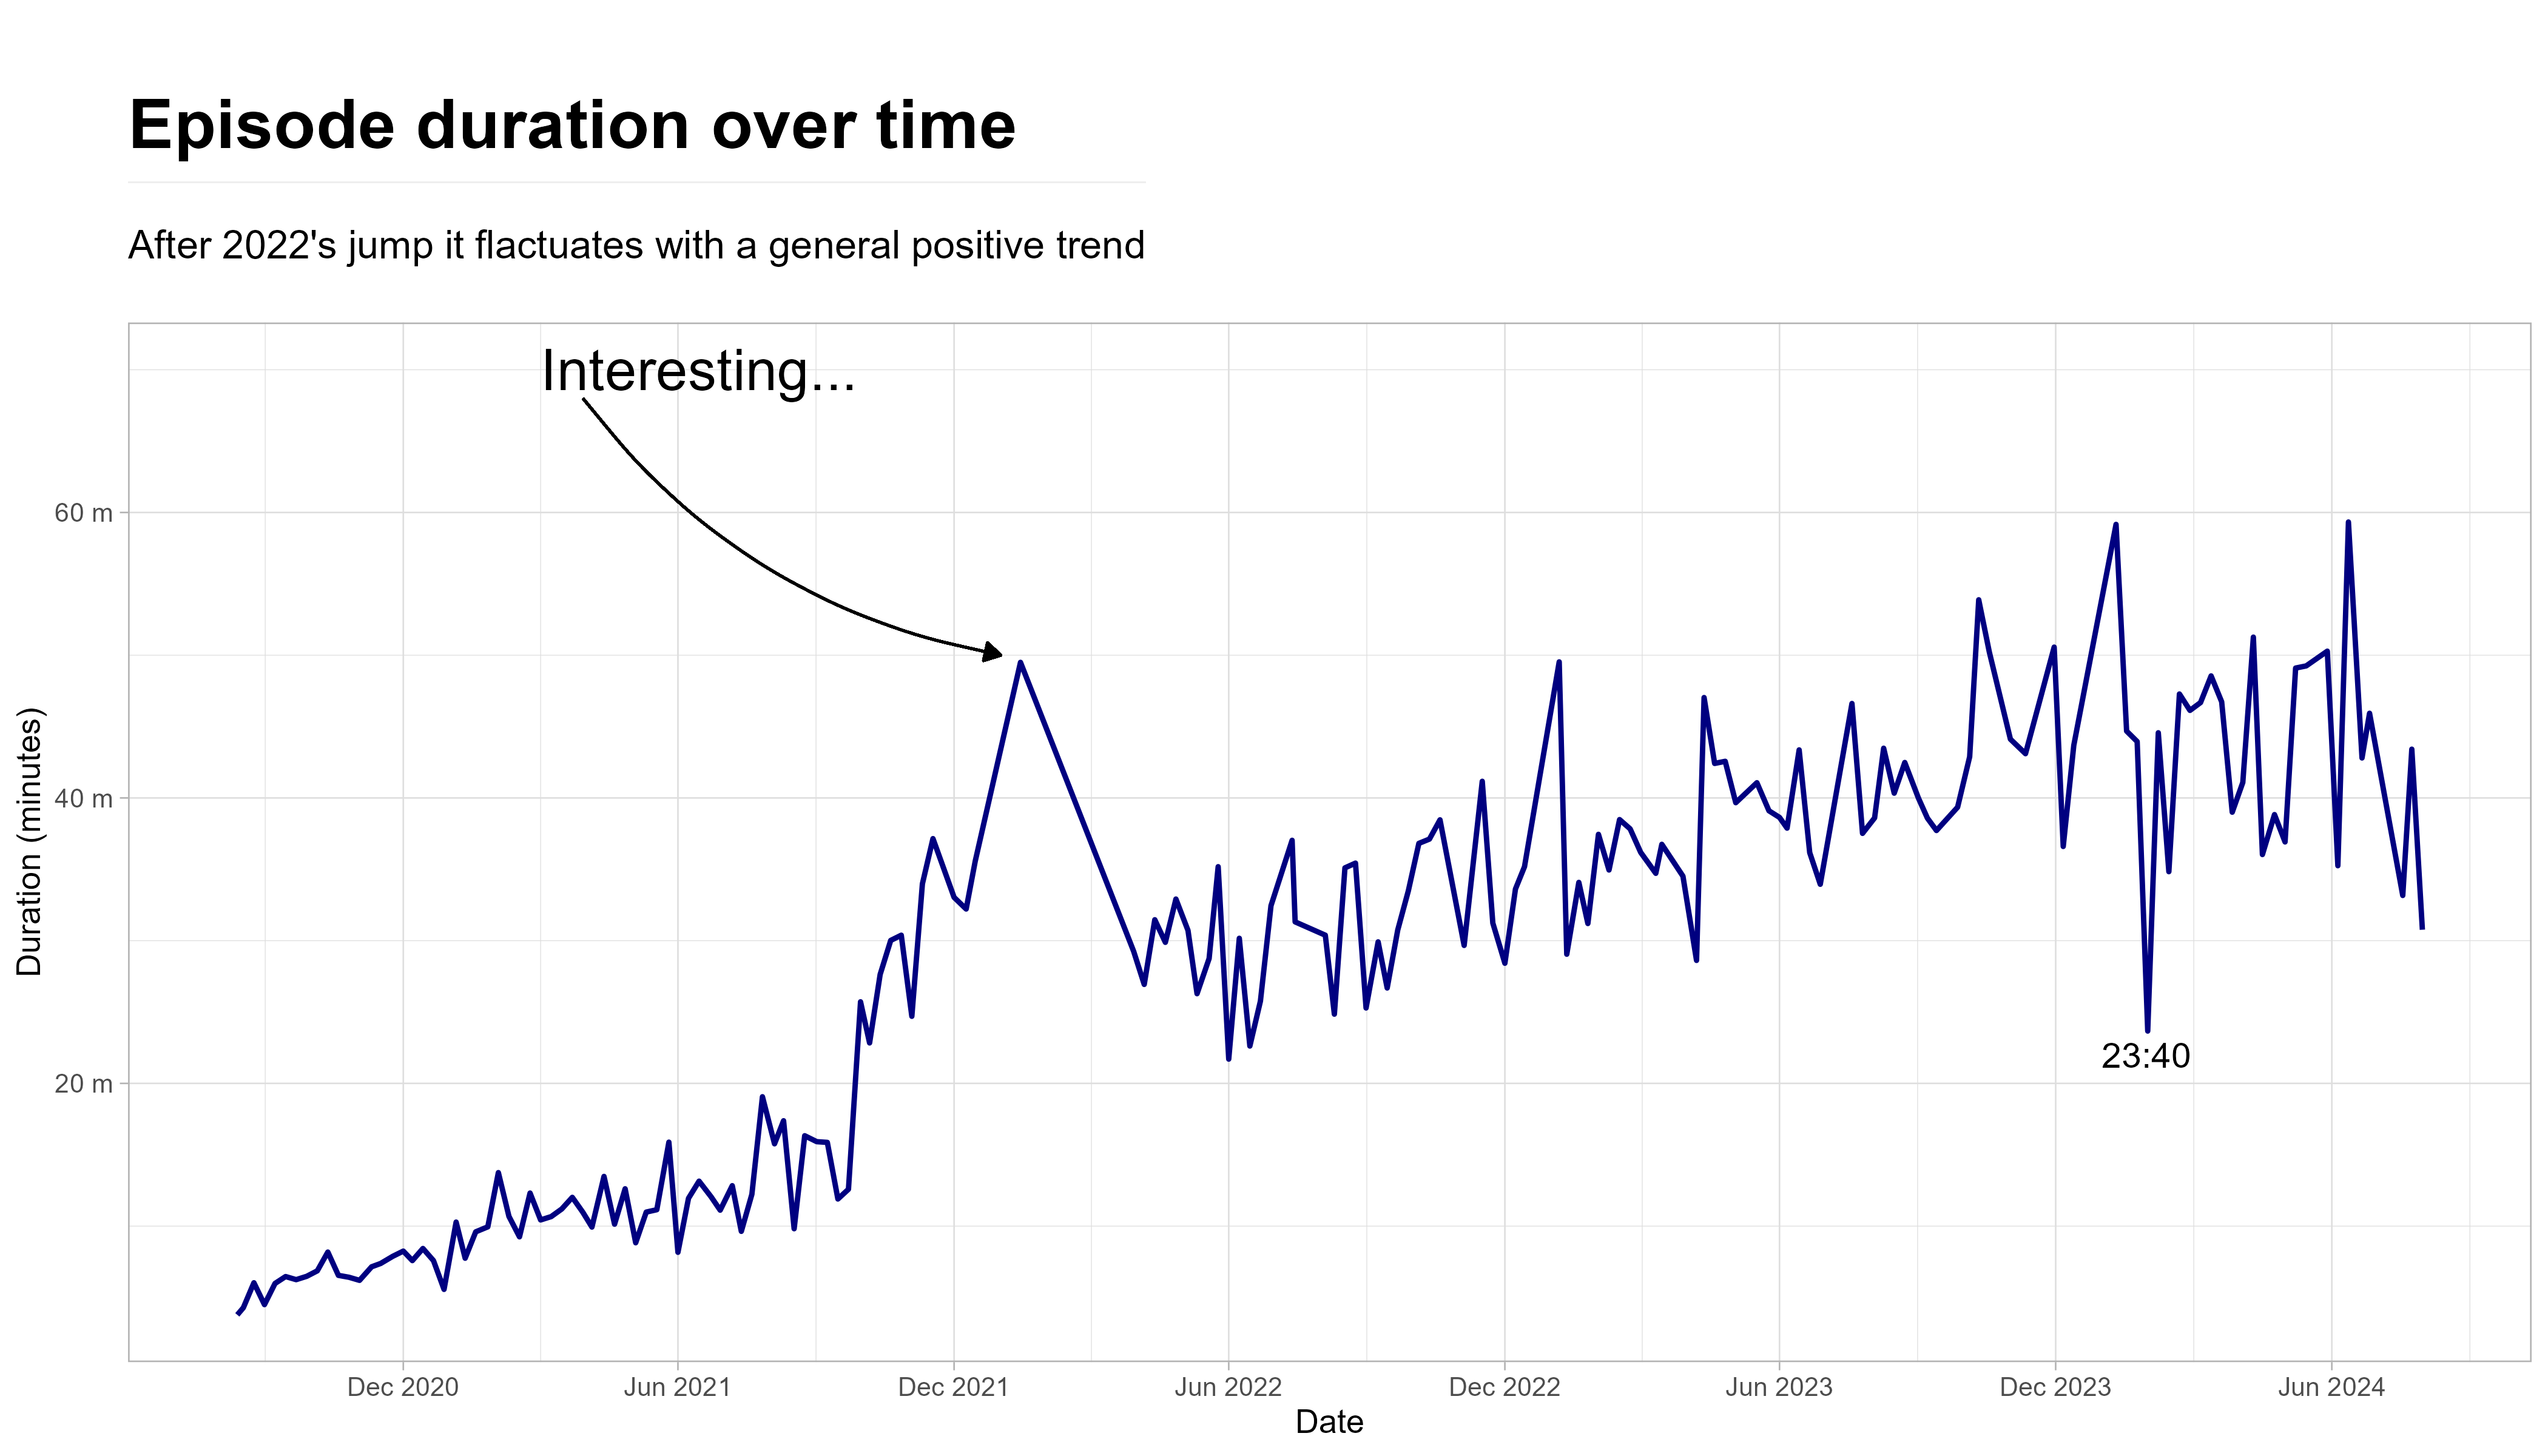 Episode duration over time
After 2022's jump it flactuates with a general positive trend
Interesting...
60 m
40 m
20 m
Duration (minutes)
23:40
Dec 2020
Jun 2021
Dec 2021
Jun 2022
Dec 2022
Jun 2023
Dec 2023
Jun 2024
Date